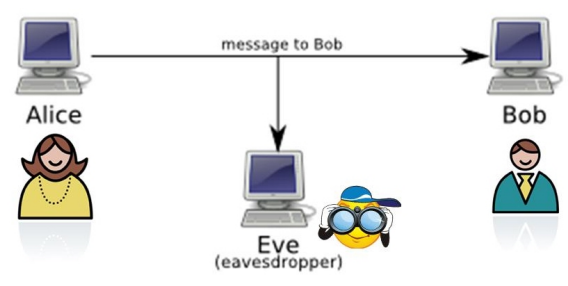 message to Bob
Alice
Bob
Eve
(eavesdropper)